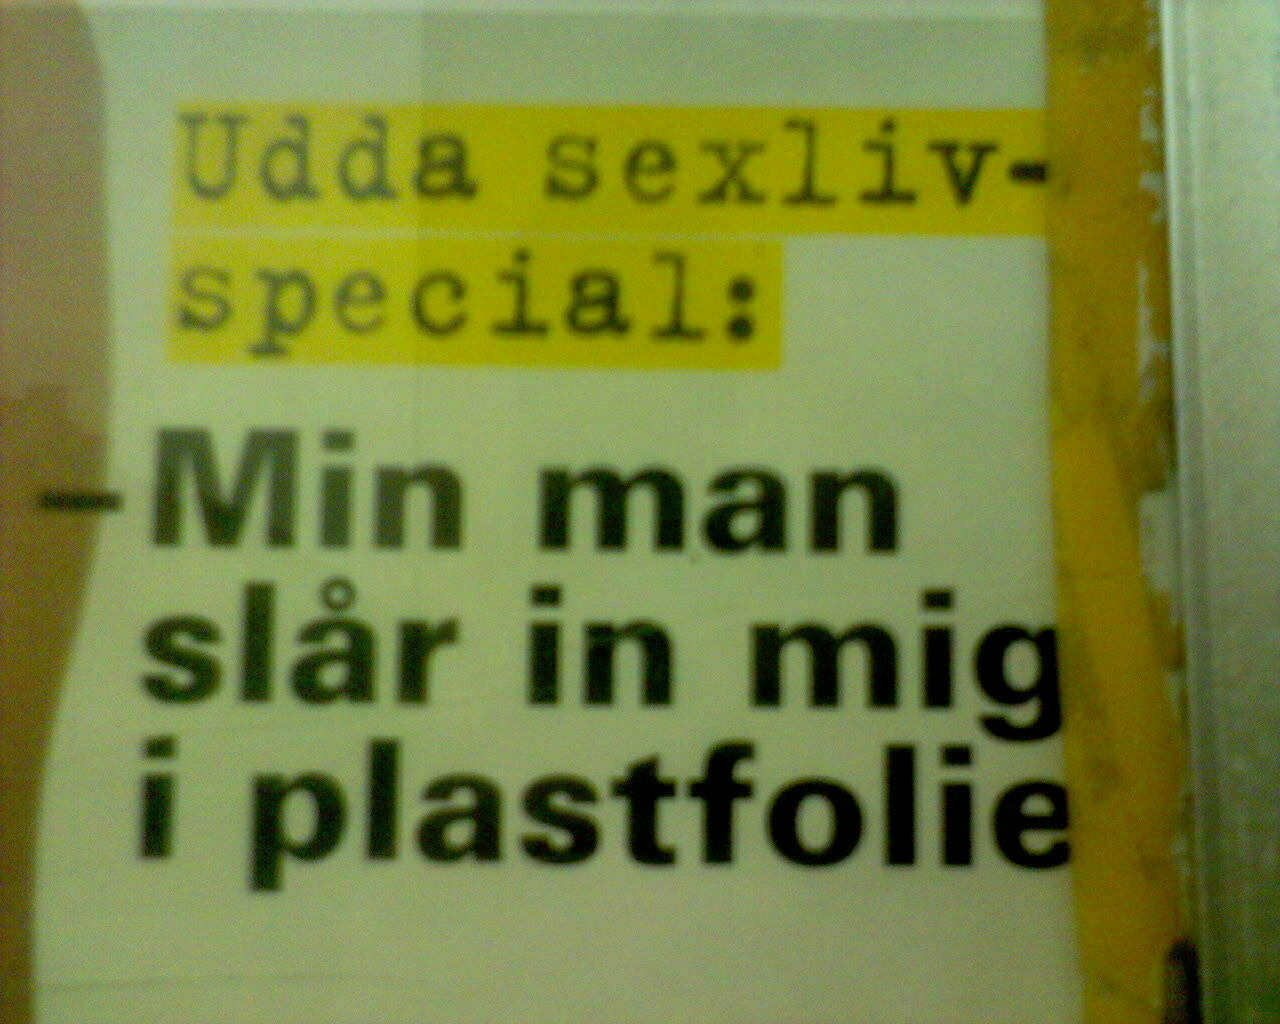 Udda sexliv-
special:
–Min man
slår in mig
i plastfolie